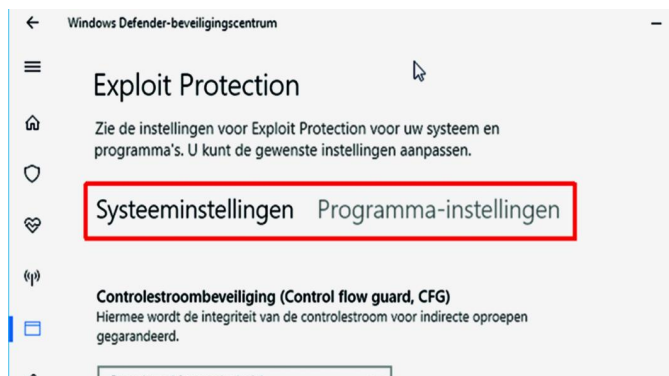 Windows Defender-beveiligingscentrum
Exploit Protection
Zie de instellingen voor Exploit Protection voor uw systeem en
programma's. U kunt de gewenste instellingen aanpassen.
Systeeminstellingen Programma-instellingen
Controlestroombeveiliging (Control flow guard, CFG)
Hiermee wordt de integriteit van de controlestroom voor indirecte oproepen
gegarandeerd.